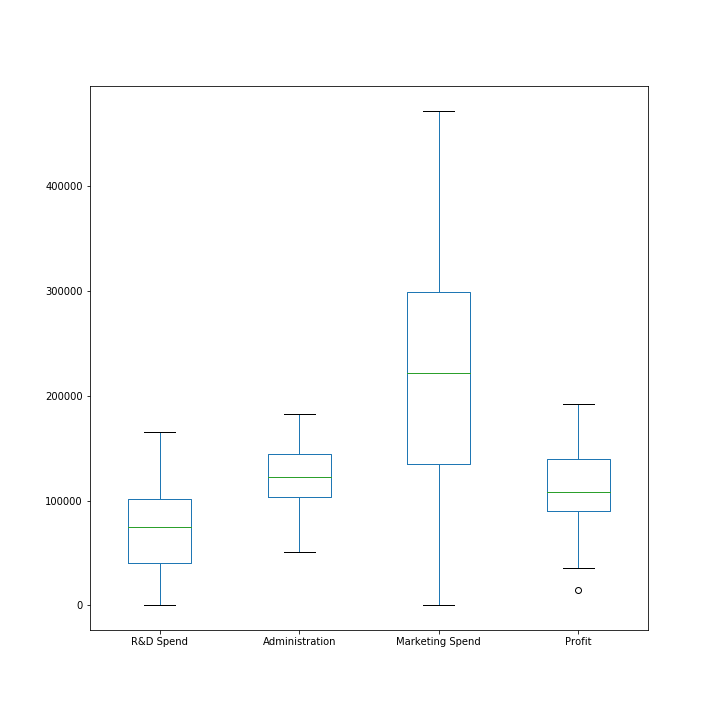 400000
300000
200000
100000
0
R&D Spend
Administration
Marketing Spend
Profit